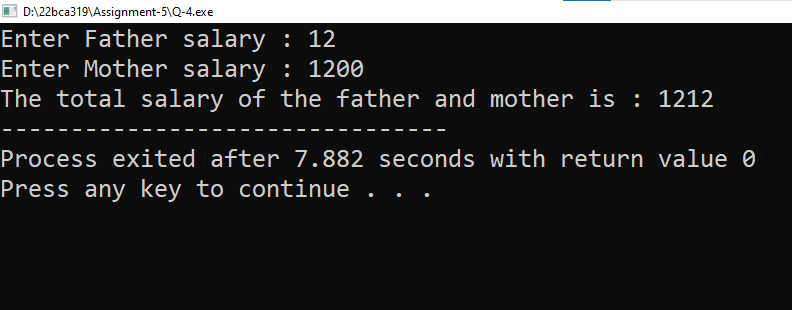 D:\22bca319\Assignment-5\Q-4.exe
Enter Father salary : 12
Enter Mother salary : 1200
The total salary of the father and mother is : 1212
--------------------------------
Process exited after 7.882 seconds with return value 0
Press any key to continue . . .